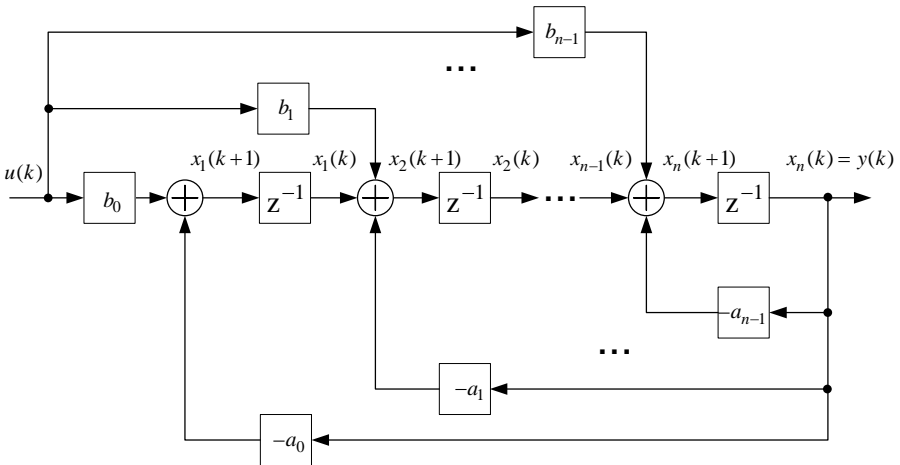 b_{n−1}
...
b_1
u(k)
x_1(k+1)
x_1(k)
x_2(k+1)
x_2(k)
x_{n−1}(k)
x_n(k+1)
x_n(k) = y(k)
b_0
z^{−1}
z^{−1}
...
z^{−1}
−a_{n−1}
...
−a_1
−a_0